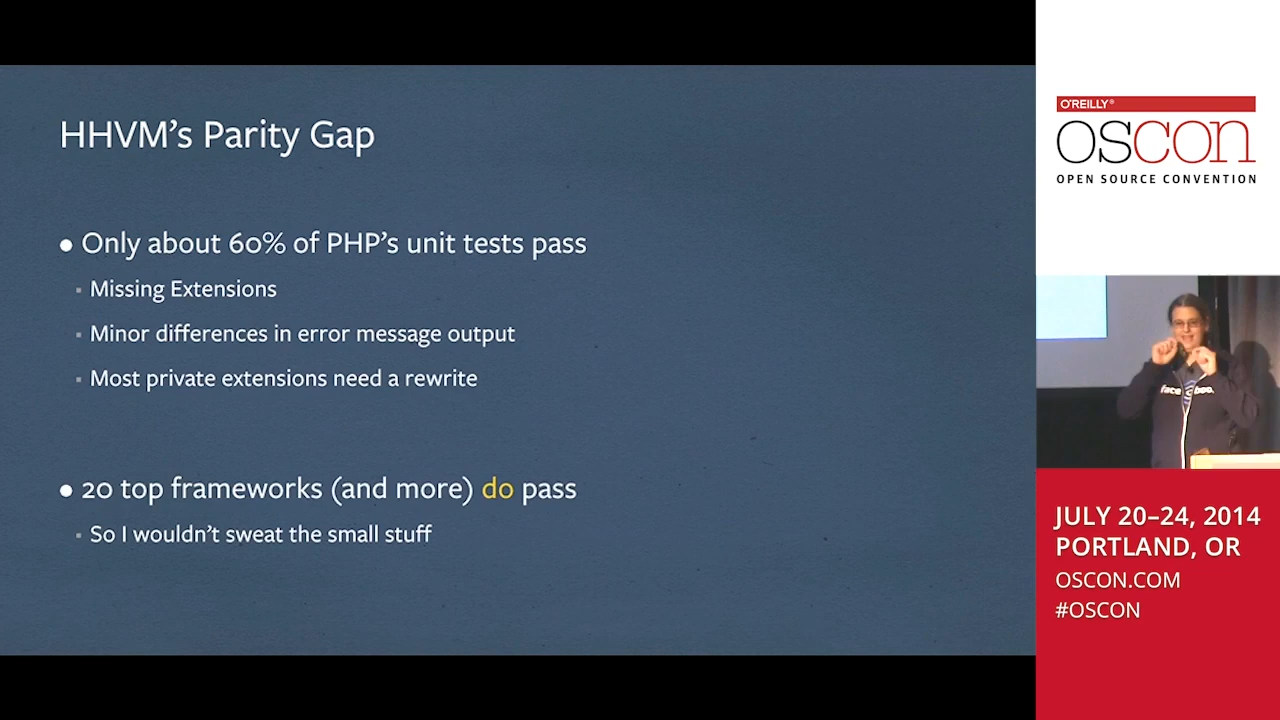 HHVM’s Parity Gap
Only about 60% of PHP’s unit tests pass
Missing Extensions
Minor differences in error message output
Most private extensions need a rewrite
20 top frameworks (and more) do pass
So I wouldn’t sweat the small stuff
O'REILLY®
OSCON
OPEN SOURCE CONVENTION
JULY 20–24, 2014
PORTLAND, OR
OSCON.COM
#OSCON